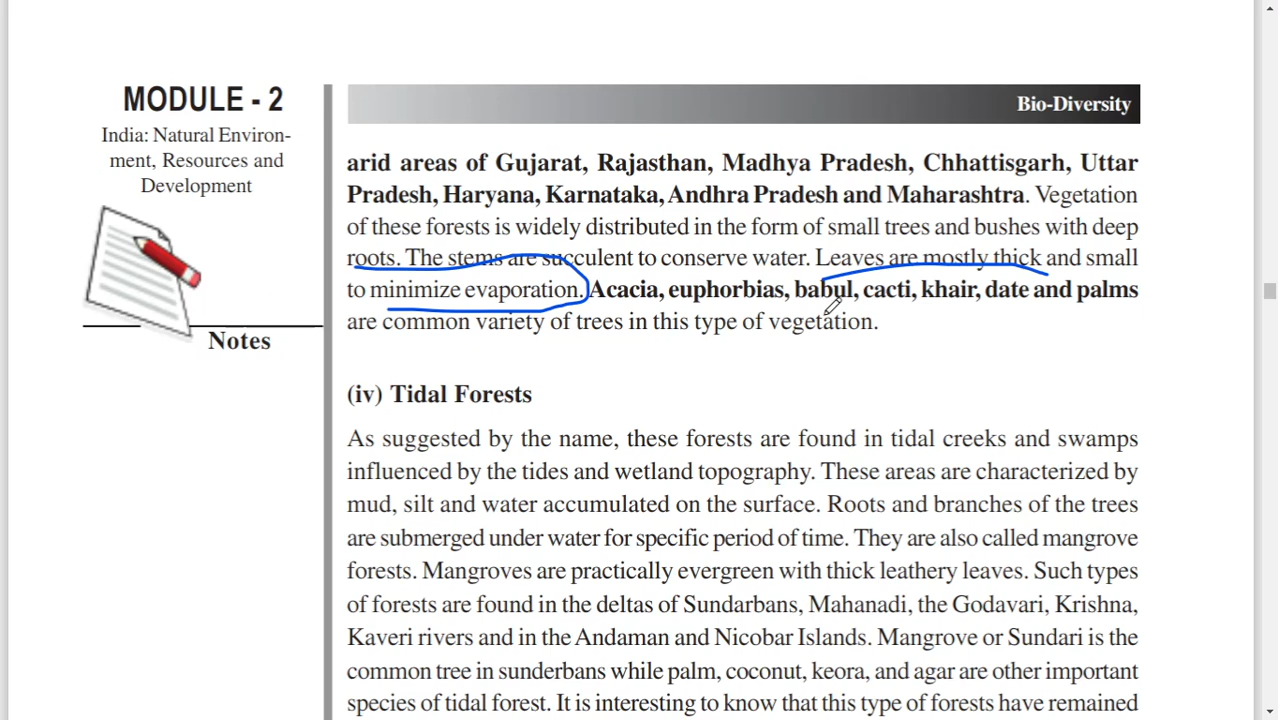 MODULE - 2
India: Natural Environ-
ment, Resources and
Development
Notes
Bio-Diversity
arid areas of Gujarat, Rajasthan, Madhya Pradesh, Chhattisgarh, Uttar
Pradesh, Haryana, Karnataka, Andhra Pradesh and Maharashtra. Vegetation
of these forests is widely distributed in the form of small trees and bushes with deep
roots. The stems are succulent to conserve water. Leaves are mostly thick and small
to minimize evaporation. Acacia, euphorbias, babul, cacti, khair, date and palms
are common variety of trees in this type of vegetation.
(iv) Tidal Forests
As suggested by the name, these forests are found in tidal creeks and swamps
influenced by the tides and wetland topography. These areas are characterized by
mud, silt and water accumulated on the surface. Roots and branches of the trees
are submerged under water for specific period of time. They are also called mangrove
forests. Mangroves are practically evergreen with thick leathery leaves. Such types
of forests are found in the deltas of Sundarbans, Mahanadi, the Godavari, Krishna,
Kaveri rivers and in the Andaman and Nicobar Islands. Mangrove or Sundari is the
common tree in sunderbans while palm, coconut, keora, and agar are other important
species of tidal forest. It is interesting to know that this type of forests have remained